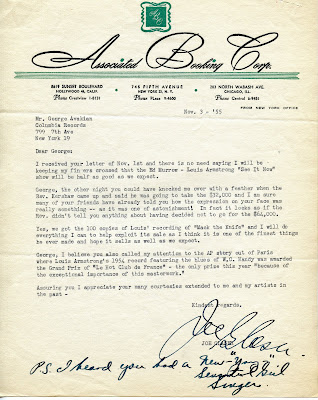 ABC
Associated Booking Corp.
8619 SUNSET BOULEVARD
HOLLYWOOD 46, CALIF.
Phone Crestview 1-8131
745 FIFTH AVENUE
NEW YORK 22, N. Y.
Phone Plaza 9-4600
203 NORTH WABASH AVE.
CHICAGO, ILL.
Phone Central 6-9451
FROM NEW YORK OFFICE
Nov. 3 - '55
Mr. George Avakian
Columbia Records
799 7th Ave
New York 19
Dear George:
I received your letter of Nov. 1st and there is no need saying I will be
keeping my fin ers crossed that the Ed Murrow - Louis Armstrong "See It Now"
show will be half as good as we expect.
George, the other night you could have knocked me over with a feather when the
Rev. came up and said he was going to take the $32,000 and I am sure
many of your friends have already told you how the expression on your face was
really something -- as it was one of astonishment! In fact it looks as if the
Rev. didn't tell you anything about having decided not to go for the $64,000.
Yes, we got the 100 copies of Louis' recording of "Mack the Knife" and I will do
everything I can to help exploit its sale as I think it is one of the finest things
he ever made and hope it sells as well as we expect.
George, I believe you also called my attention to the AP story out of Paris
where Louis Armstrong's 1954 record featuring the blues of W.C. Handy was awarded
the Grand Prix of "Le Hot Club de France" - the only prize this year "because of
the exceptional importance of this masterwork."
Assuring you I appreciate your many courtesies extended to me and my artists in
the past -
Kindest regards,
Joe Glaser
JOE GLASER
P.S. I heard you had a new "young"
Singer.